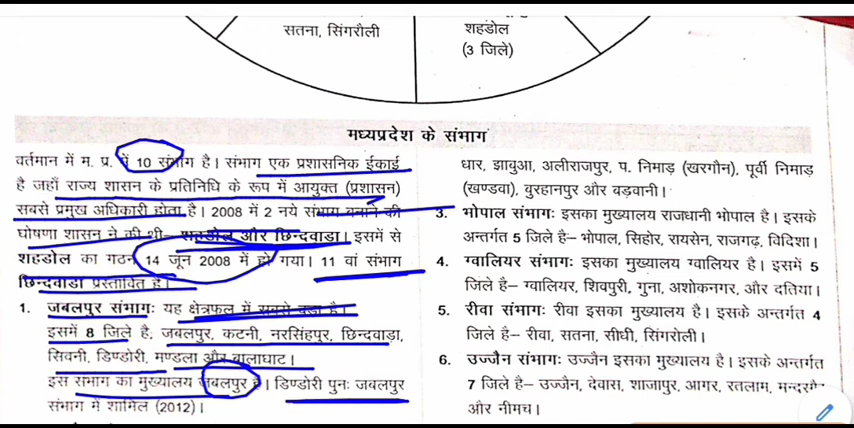 सतना, सिंगरौली
शहडोल
(3 जिले)
मध्यप्रदेश के संभाग
वर्तमान में म. प्र. में 10 संभाग है। संभाग एक प्रशासनिक ईकाई
है जहाँ राज्य शासन के प्रतिनिधि के रूप में आयुक्त (प्रशासन)
सबसे प्रमुख अधिकारी होता है। 2008 में 2 नये संभाग बनाने की
घोषणा शासन ने की थी– शहडोल और छिन्दवाडा। इसमें से
शहडोल का गठन 14 जून 2008 में हो गया। 11 वां संभाग
छिन्दवाडा प्रस्तावित है।
1. जबलपुर संभागः यह क्षेत्रफल में सबसे बडा है।
इसमें 8 जिले है, जबलपुर, कटनी, नरसिंहपुर, छिन्दवाडा,
सिवनी, डिण्डोरी, मण्डला और बालाघाट।
इस संभाग का मुख्यालय जबलपुर है। डिण्डोरी पुनः जबलपुर
संभाग में शामिल (2012)।
धार, झाबुआ, अलीराजपुर, प. निमाड़ (खरगौन), पूर्वी निमाड़
(खण्डवा), बुरहानपुर और बड़वानी।
3. भोपाल संभागः इसका मुख्यालय राजधानी भोपाल है। इसके
अन्तर्गत 5 जिले है– भोपाल, सिहोर, रायसेन, राजगढ़, विदिशा।
4. ग्वालियर संभागः इसका मुख्यालय ग्वालियर है। इसमें 5
जिले है– ग्वालियर, शिवपुरी, गुना, अशोकनगर, और दतिया।
5. रीवा संभागः रीवा इसका मुख्यालय है। इसके अन्तर्गत 4
जिले है– रीवा, सतना, सीधी, सिंगरोली।
6. उज्जैन संभागः उज्जैन इसका मुख्यालय है। इसके अन्तर्गत
7 जिले है– उज्जैन, देवास, शाजापुर, आगर, रतलाम,
और नीमच।